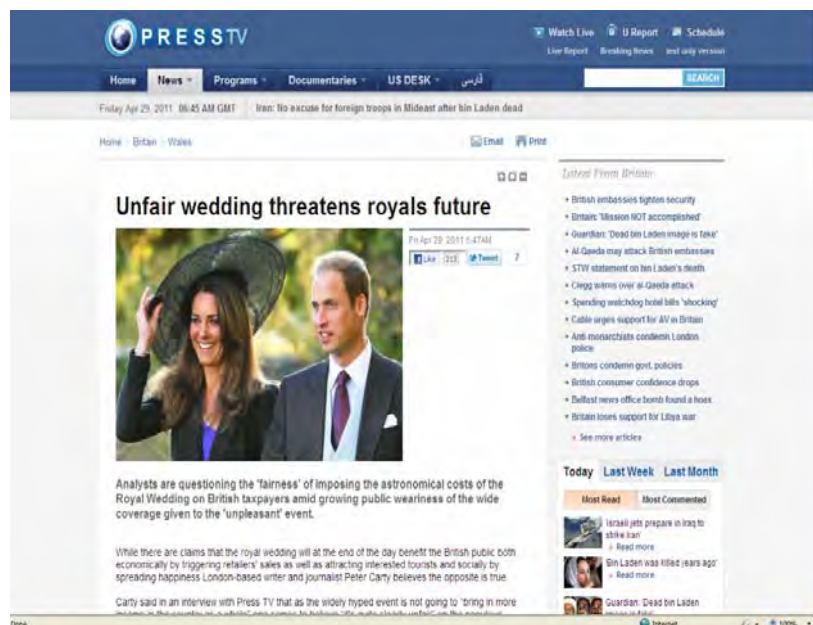 PRESSTV
Watch Live U Report Schedule
Live Report Breaking News text only version
Home News Programs Documentaries US DESK فارسی SEARCH
Friday Apr 29, 2011 06:45 AM GMT Iran: No excuse for foreign troops in Mideast after bin Laden dead
Home Britain Wales
Email Print
Unfair wedding threatens royals future
Fri Apr 29, 2011 5:47AM
Like 213 Tweet 7
Analysts are questioning the 'fairness' of imposing the astronomical costs of the
Royal Wedding on British taxpayers amid growing public weariness of the wide
coverage given to the 'unpleasant' event.
While there are claims that the royal wedding will at the end of the day benefit the British public both
economically by triggering retailers' sales as well as attracting interested tourists and socially by
spreading happiness London-based writer and journalist Peter Carty believes the opposite is true
Carty said in an interview with Press TV that as the widely hyped event is not going to "bring in more
Latest From Britain
British embassies tighten security
Britain: 'Mission NOT accomplished'
Guardian: 'Dead bin Laden image is fake'
Al-Qaeda may attack British embassies
STW statement on bin Laden's death
Clegg warns over al-Qaeda attack
Spending watchdog hotel bills 'shocking'
Cable urges support for AV in Britain
Anti monarchists condemn London
police
Britons condemn govt. policies
British consumer confidence drops
Belfast news office bomb found a hoax
Britain loses support for Libya war
See more articles
Today Last Week Last Month
Most Read Most Commented
'Israeli jets prepare in Iraq to
strike Iran'
Read more
'Bin Laden was killed years ago'
Read more
Guardian: 'Dead bin Laden
image is fake'
Done Internet 100%